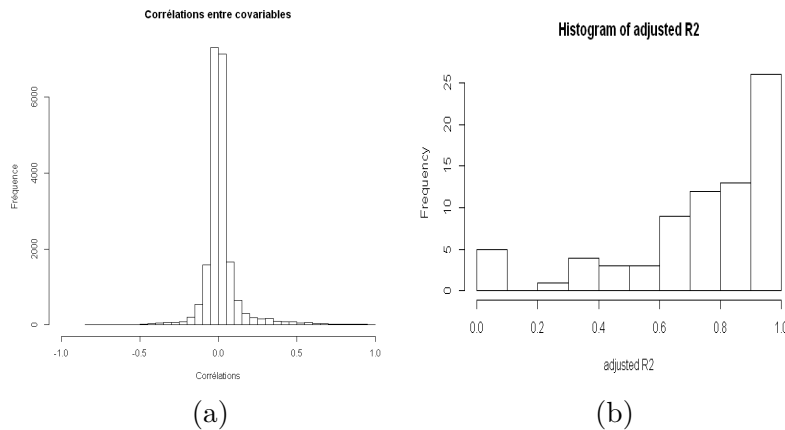 Corrélations entre covariables
Fréquence
0
2000
4000
6000
-1.0
-0.5
0.0
0.5
1.0
Corrélations
(a)
Histogram of adjusted R2
Frequency
0
5
10
15
20
25
0.0
0.2
0.4
0.6
0.8
1.0
adjusted R2
(b)